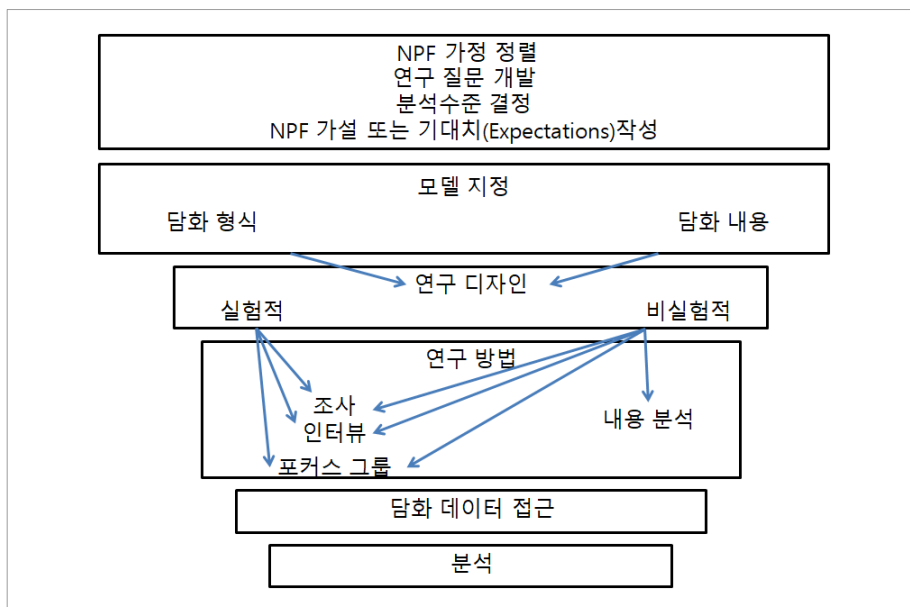 NPF 가정 정렬
연구 질문 개발
분석수준 결정
NPF 가설 또는 기대치(Expectations)작성
모델 지정
담화 형식 담화 내용
연구 디자인
실험적 비실험적
연구 방법
조사
인터뷰 내용 분석
포커스 그룹
담화 데이터 접근
분석